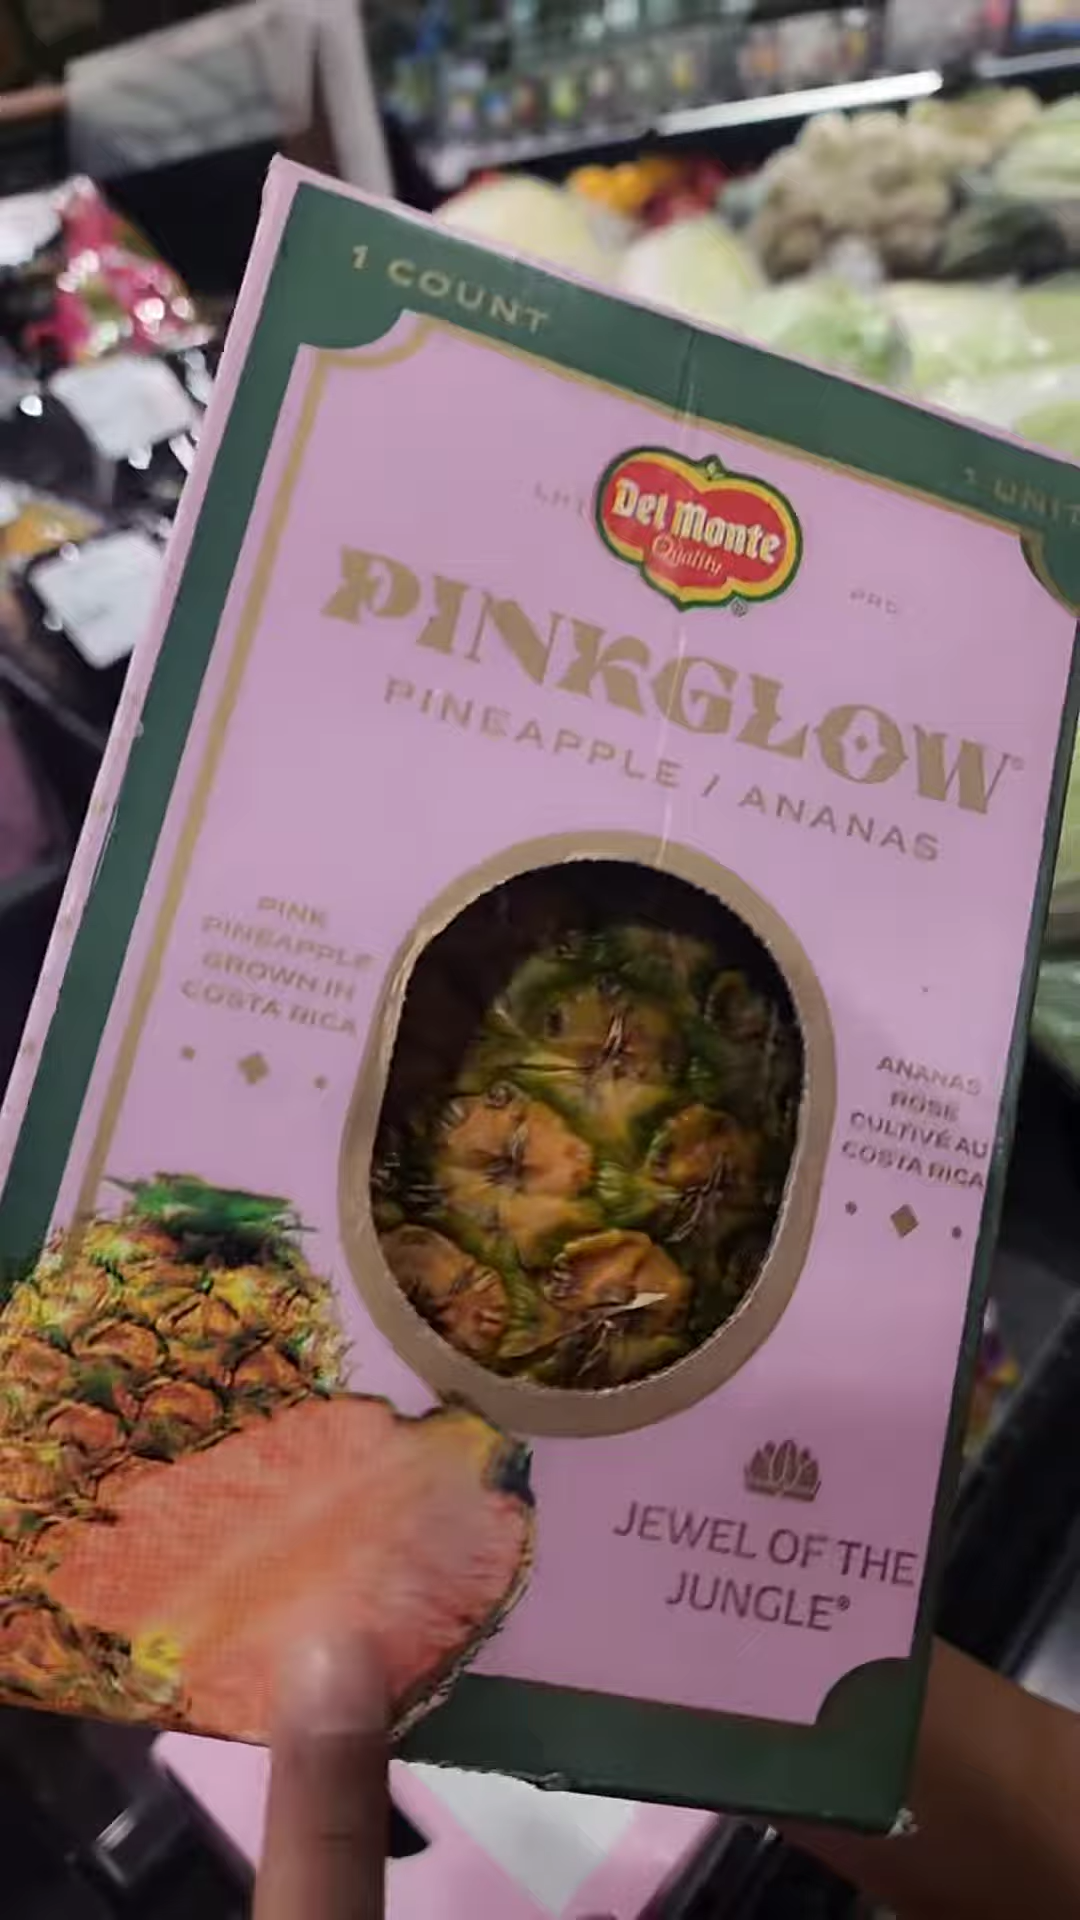 1 COUNT
1 UNIT
Del Monte
Quality
PINKGLOW®
PINEAPPLE / ANANAS
PINK
PINEAPPLE
GROWN IN
COSTA RICA
ANANAS
ROSE
CULTIVÉ AU
COSTA RICA
JEWEL OF THE
JUNGLE®